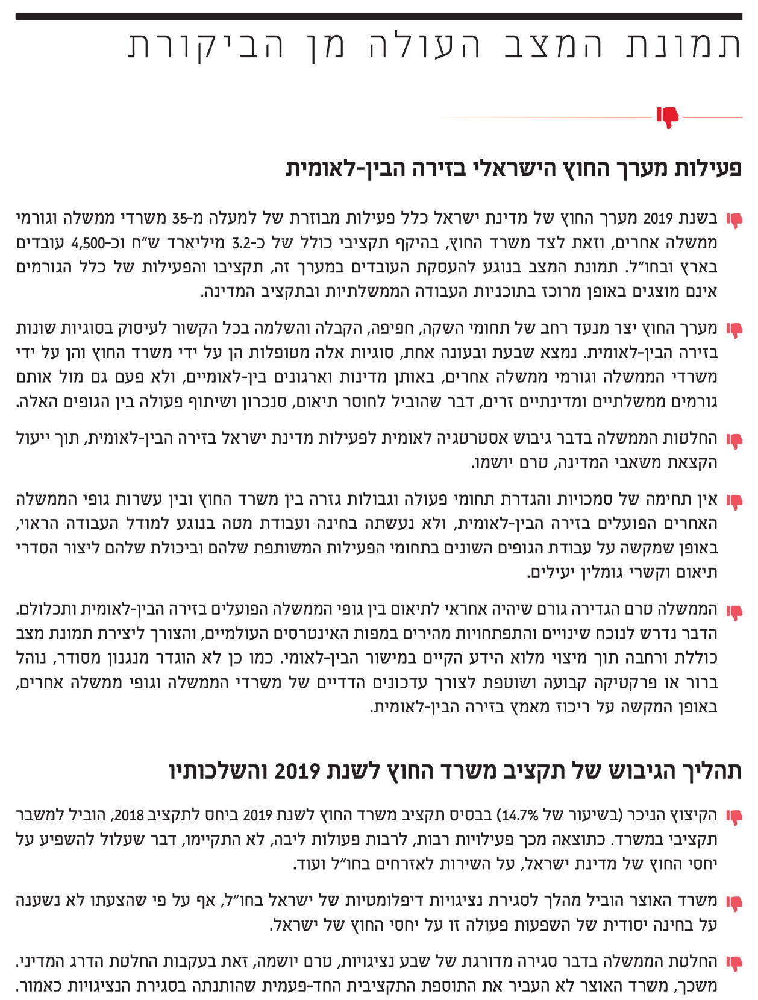 תמונת המצב העולה מן הביקורת
פעילות מערך החוץ הישראלי בזירה הבין-לאומית
בשנת 2019 מערך החוץ של מדינת ישראל כלל פעילות מבוזרת של למעלה מ-35 משרדי ממשלה וגורמי
ממשלה אחרים, וזאת לצד משרד החוץ, בהיקף תקציבי כולל של כ-3.2 מיליארד ש"ח וכ-4,500 עובדים
בארץ ובחו"ל. תמונת המצב בנוגע להעסקת העובדים במערך זה, תקציבו והפעילות של כלל הגורמים
אינם מוצגים באופן מרוכז בתוכניות העבודה הממשלתיות ובתקציב המדינה.
מערך החוץ יצר מנעד רחב של תחומי השקה, חפיפה, הקבלה והשלמה בכל הקשור לעיסוק בסוגיות שונות
בזירה הבין-לאומית. נמצא שבעת ובעונה אחת, סוגיות אלה מטופלות הן על ידי משרד החוץ והן על ידי
משרדי הממשלה וגורמי ממשלה אחרים, באותן מדינות וארגונים בין-לאומיים, ולא פעם גם מול אותם
גורמים ממשלתיים ומדינתיים זרים, דבר שהוביל לחוסר תיאום, סנכרון ושיתוף פעולה בין הגופים האלה.
החלטות הממשלה בדבר גיבוש אסטרטגיה לאומית לפעילות מדינת ישראל בזירה הבין-לאומית, תוך ייעול
הקצאת משאבי המדינה, טרם יושמו.
אין תחימה של סמכויות והגדרת תחומי פעולה וגבולות גזרה בין משרד החוץ ובין עשרות גופי הממשלה
האחרים הפועלים בזירה הבין-לאומית, ולא נעשתה בחינה ועבודת מטה בנוגע למודל העבודה הראוי,
באופן שמקשה על עבודת הגופים השונים בתחומי הפעילות המשותפת שלהם וביכולת שלהם ליצור הסדרי
תיאום וקשרי גומלין יעילים.
הממשלה טרם הגדירה גורם שיהיה אחראי לתיאום בין גופי הממשלה הפועלים בזירה הבין-לאומית ותכלולם.
הדבר נדרש לנוכח שינויים והתפתחויות מהירים במפות האינטרסים העולמיים, והצורך ליצירת תמונת מצב
כוללת ורחבה תוך מיצוי מלוא הידע הקיים במישור הבין-לאומי. כמו כן לא הוגדר מנגנון מסודר, נוהל
ברור או פרקטיקה קבועה ושוטפת לצורך עדכונים הדדיים של משרדי הממשלה וגופי ממשלה אחרים,
באופן המקשה על ריכוז מאמץ בזירה הבין-לאומית.
תהליך הגיבוש של תקציב משרד החוץ לשנת 2019 והשלכותיו
הקיצוץ הניכר (בשיעור של 14.7%) בבסיס תקציב משרד החוץ לשנת 2019 ביחס לתקציב 2018, הוביל למשבר
תקציבי במשרד. כתוצאה מכך פעילויות רבות, לרבות פעולות ליבה, לא התקיימו, דבר שעלול להשפיע על
יחסי החוץ של מדינת ישראל, על השירות לאזרחים בחו"ל ועוד.
משרד האוצר הוביל מהלך לסגירת נציגויות דיפלומטיות של ישראל בחו"ל, אף על פי שהצעתו לא נשענה
על בחינה יסודית של השפעות פעולה זו על יחסי החוץ של ישראל.
החלטת הממשלה בדבר סגירה מדורגת של שבע נציגויות, טרם יושמה, זאת בעקבות החלטת הדרג המדיני.
משכך, משרד האוצר לא העביר את התוספת התקציבית החד-פעמית שהותנתה בסגירת הנציגויות כאמור.